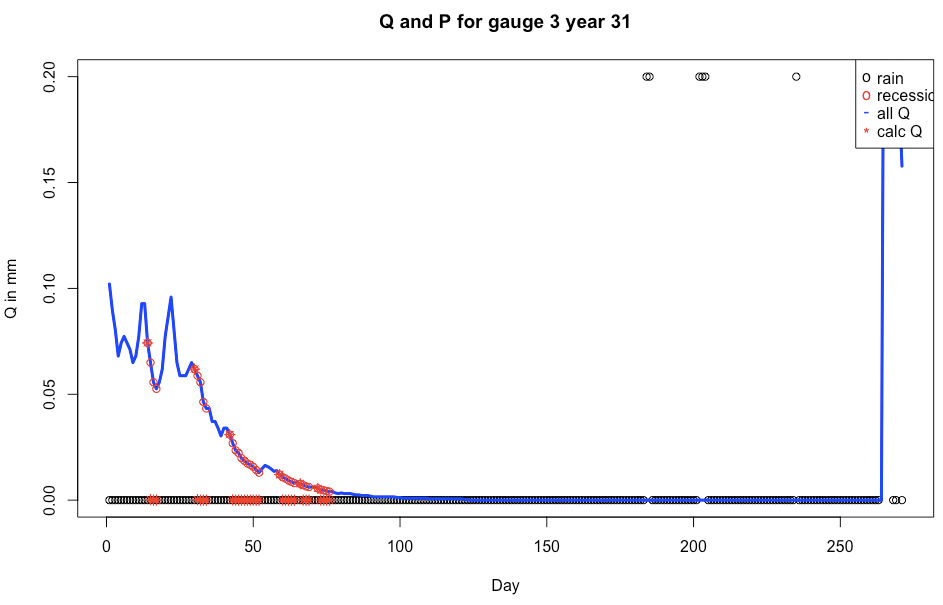 Q and P for gauge 3 year 31
Q in mm
0.20
0.15
0.10
0.05
0.00
rain
recessio
all Q
calc Q
0 50 100 150 200 250
Day